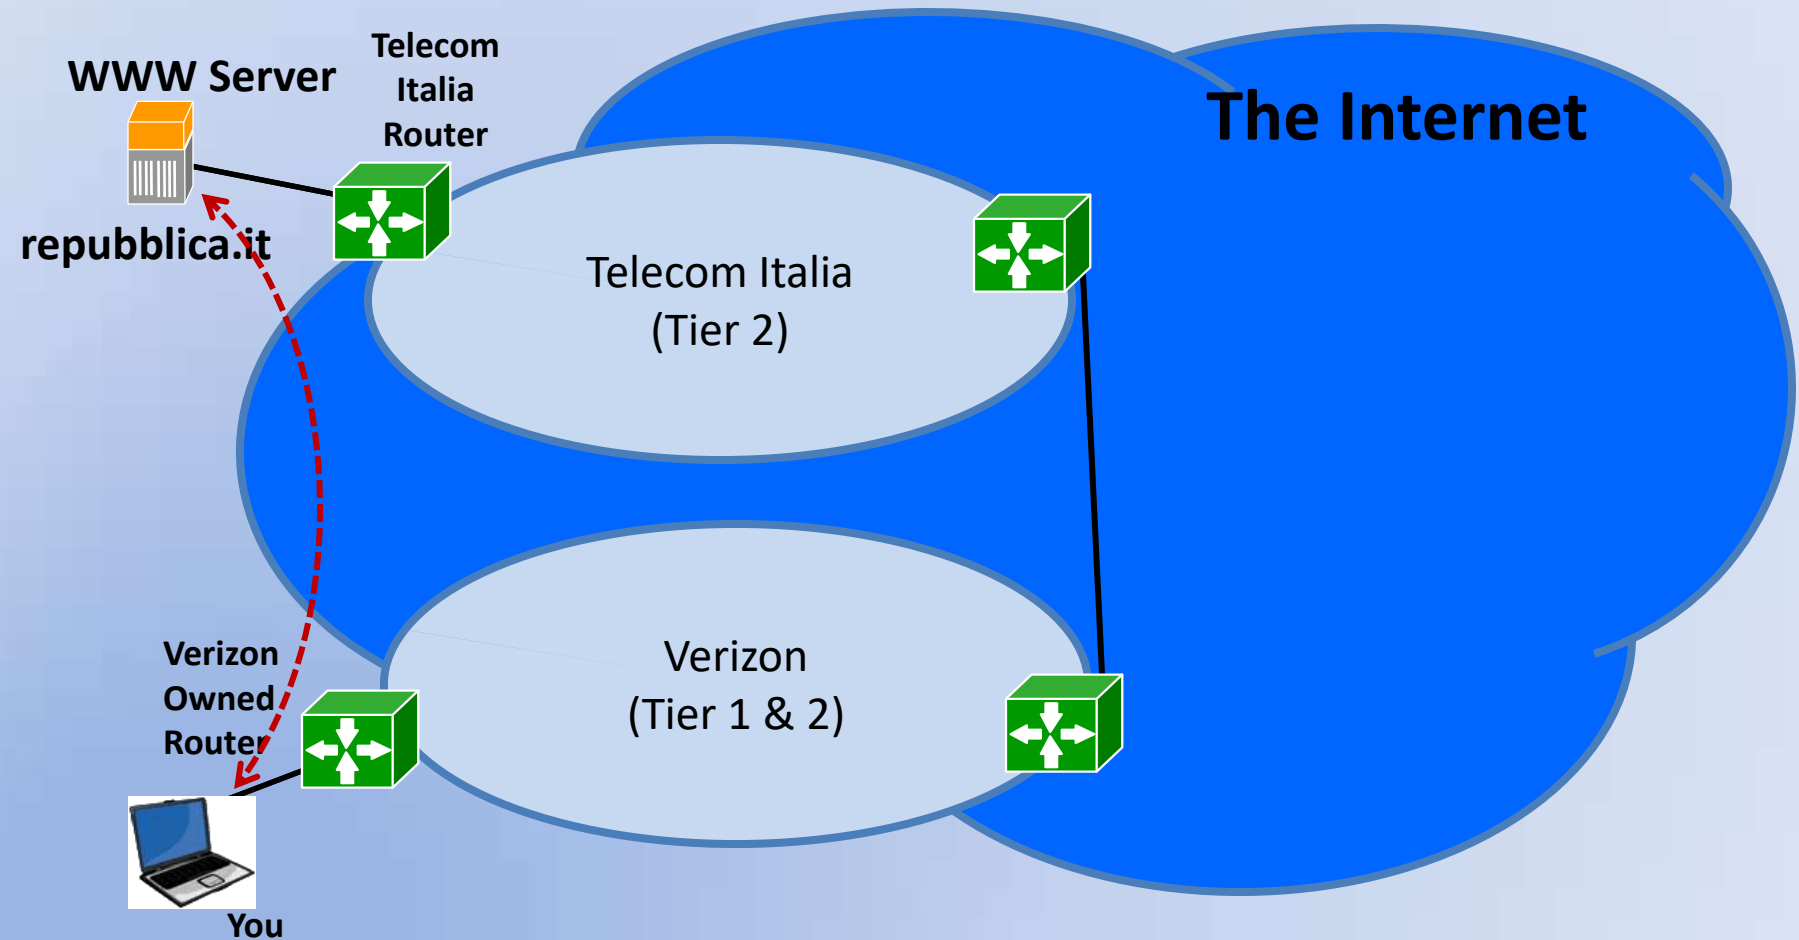 Telecom
Italia
Router
WWW Server
The Internet
repubblica.it
Telecom Italia
(Tier 2)
Verizon
Owned
Router
Verizon
(Tier 1 & 2)
You